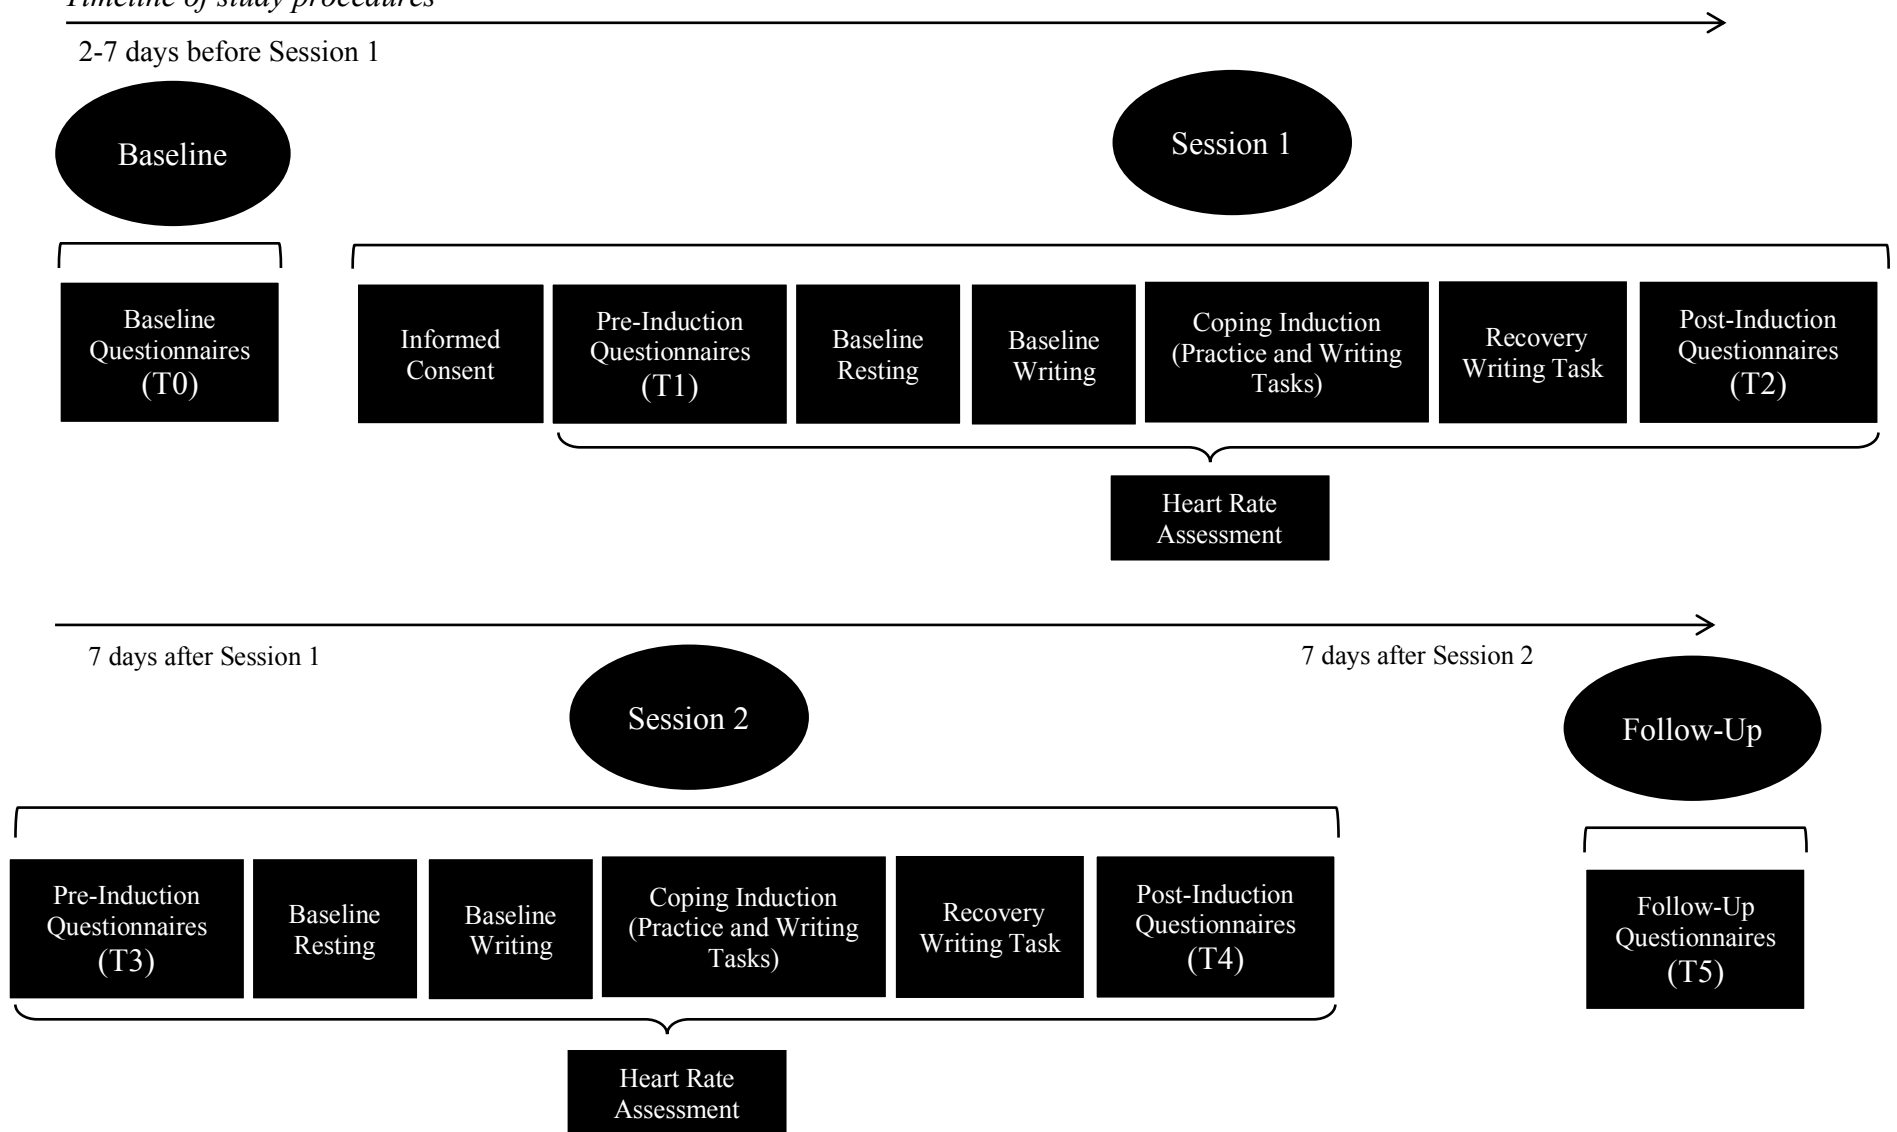 Timeline of study procedures
2-7 days before Session 1
Baseline
Session 1
Baseline
Questionnaires
(T0)
Informed
Consent
Pre-Induction
Questionnaires
(T1)
Baseline
Resting
Baseline
Writing
Coping Induction
(Practice and Writing
Tasks)
Recovery
Writing Task
Post-Induction
Questionnaires
(T2)
Heart Rate
Assessment
7 days after Session 1
7 days after Session 2
Session 2
Follow-Up
Pre-Induction
Questionnaires
(T3)
Baseline
Resting
Baseline
Writing
Coping Induction
(Practice and Writing
Tasks)
Recovery
Writing Task
Post-Induction
Questionnaires
(T4)
Follow-Up
Questionnaires
(T5)
Heart Rate
Assessment